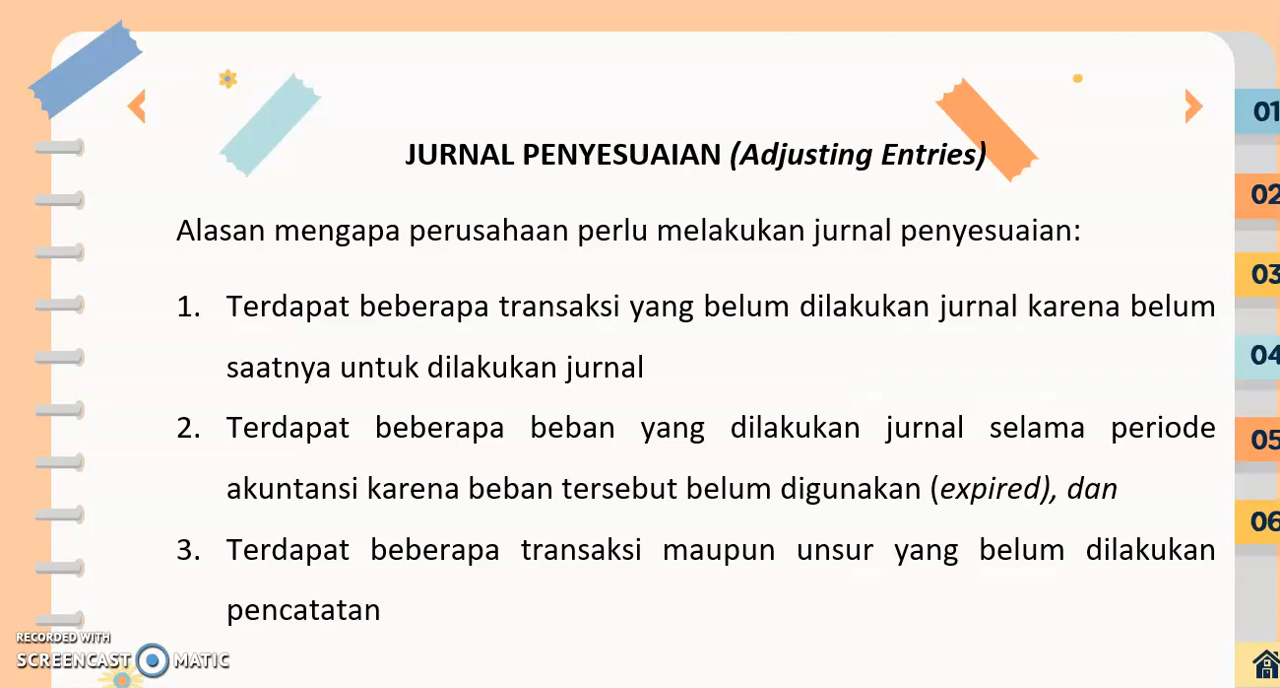 JURNAL PENYESUAIAN (Adjusting Entries)
Alasan mengapa perusahaan perlu melakukan jurnal penyesuaian:
1. Terdapat beberapa transaksi yang belum dilakukan jurnal karena belum
saatnya untuk dilakukan jurnal
2. Terdapat beberapa beban yang dilakukan jurnal selama periode
akuntansi karena beban tersebut belum digunakan (expired), dan
3. Terdapat beberapa transaksi maupun unsur yang belum dilakukan
pencatatan
01
02
03
04
05
06
RECORDED WITH
SCREENCAST MATIC